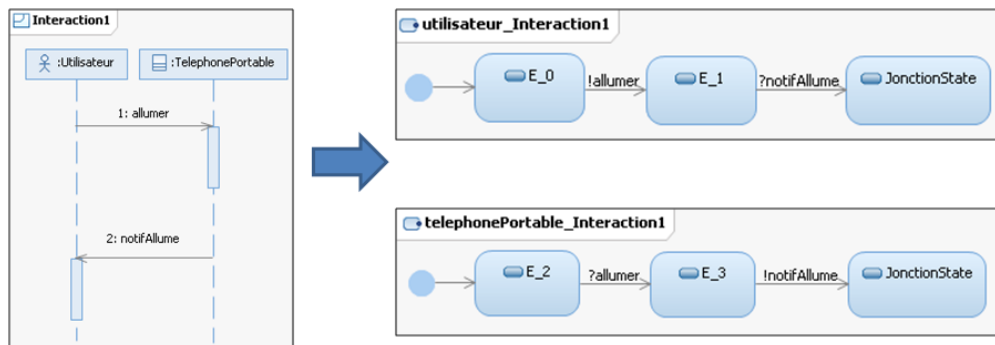 Interaction1
:Utilisateur
:TelephonePortable
1: allumer
2: notifAllume
utilisateur_Interaction1
E_0
!allumer
E_1
?notifAllume
JonctionState
telephonePortable_Interaction1
E_2
?allumer
E_3
!notifAllume
JonctionState